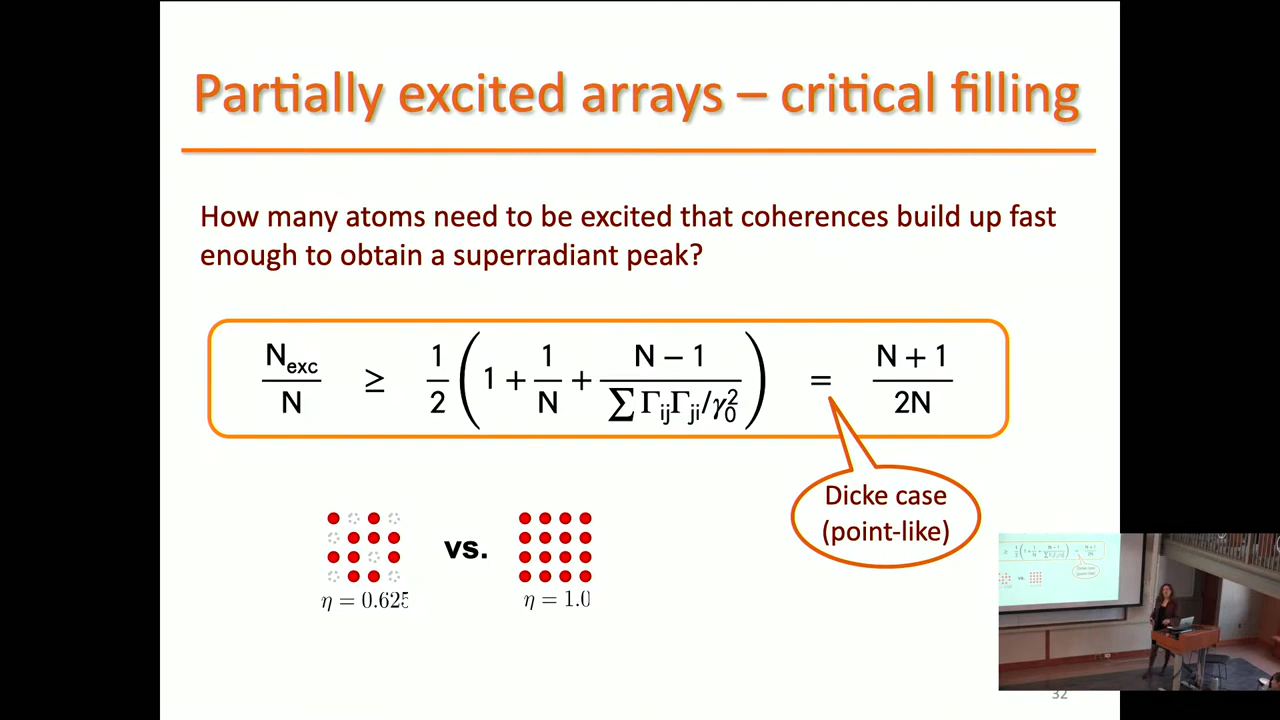 Partially excited arrays – critical filling
How many atoms need to be excited that coherences build up fast
enough to obtain a superradiant peak?
N_exc/N ≥ 1/2 (1 + 1/N + (N − 1)/(∑ Γ_ij Γ_ji/γ_0^2)) = (N + 1)/2N
Dicke case
(point-like)
vs.
η = 0.625
η = 1.0
32